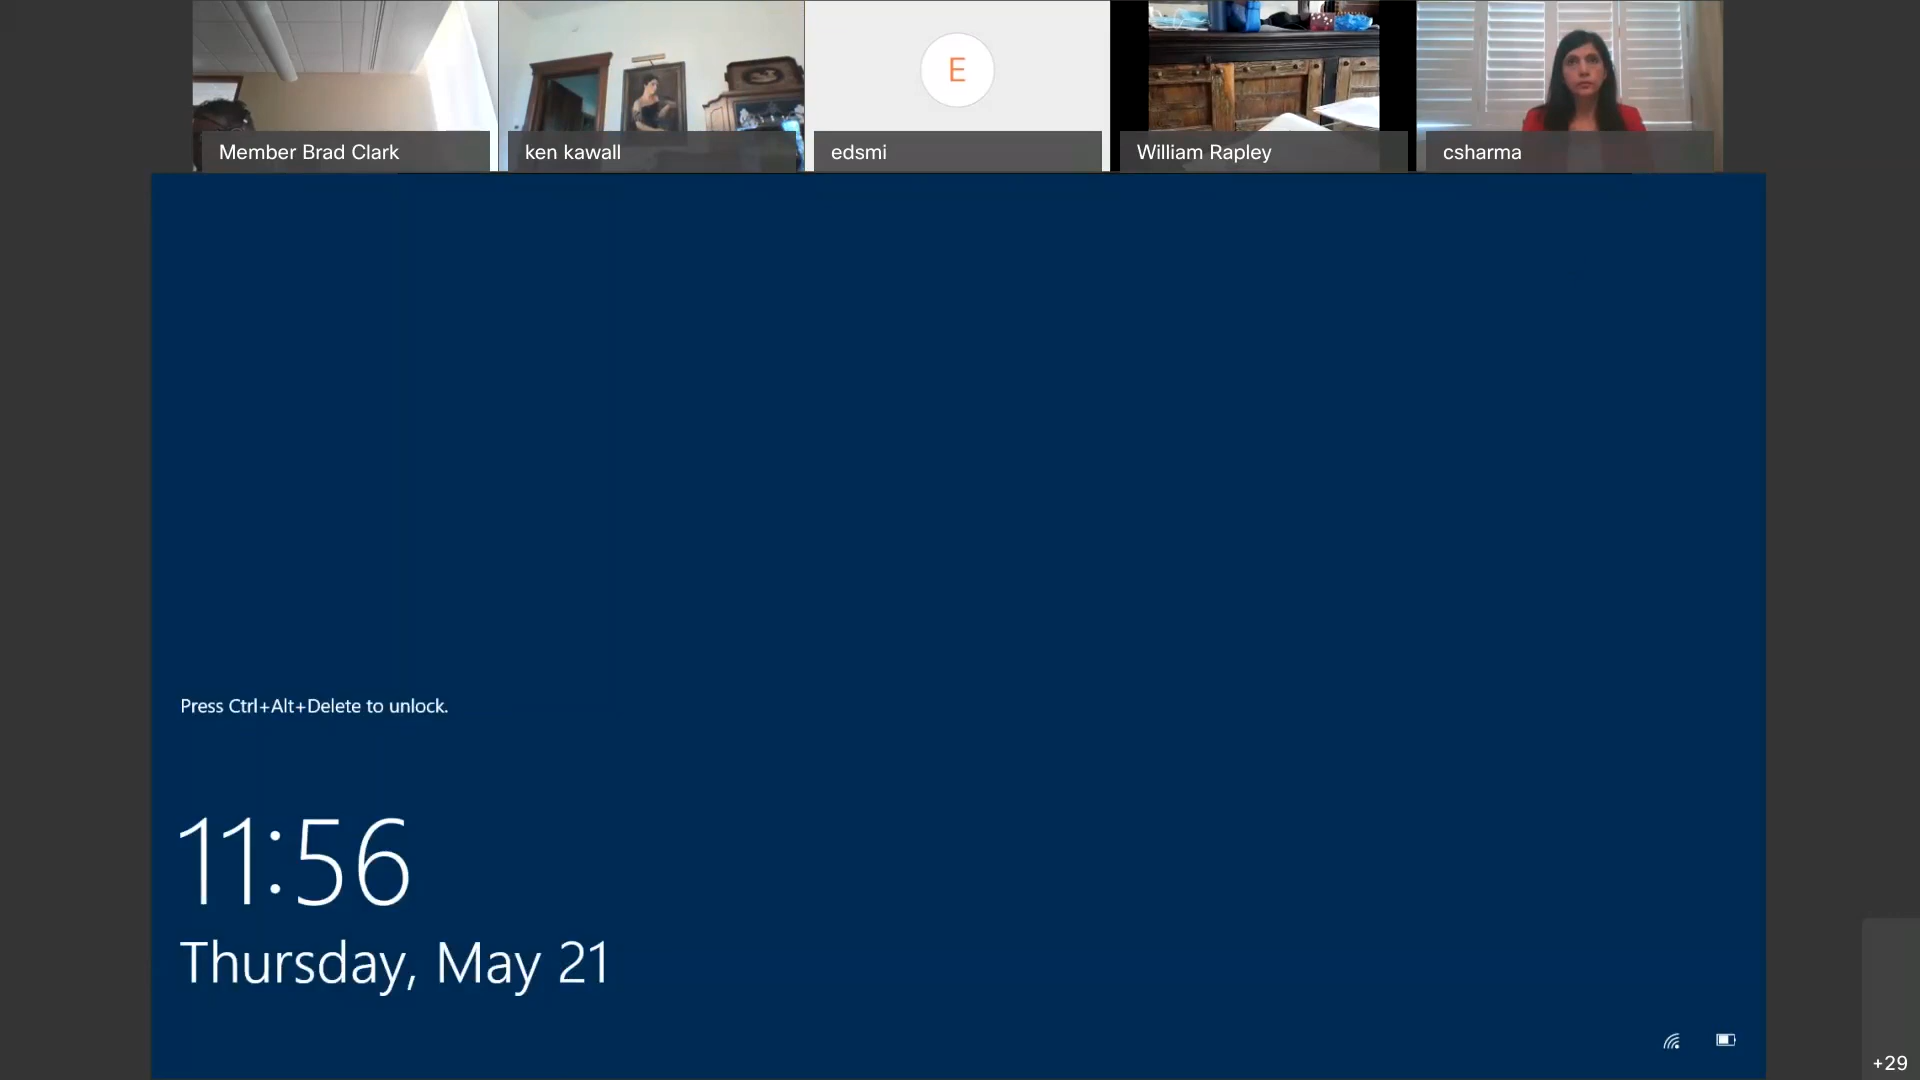 Member Brad Clark
ken kawall
E
edsmi
William Rapley
csharma
Press Ctrl+Alt+Delete to unlock.
11:56
Thursday, May 21
+29